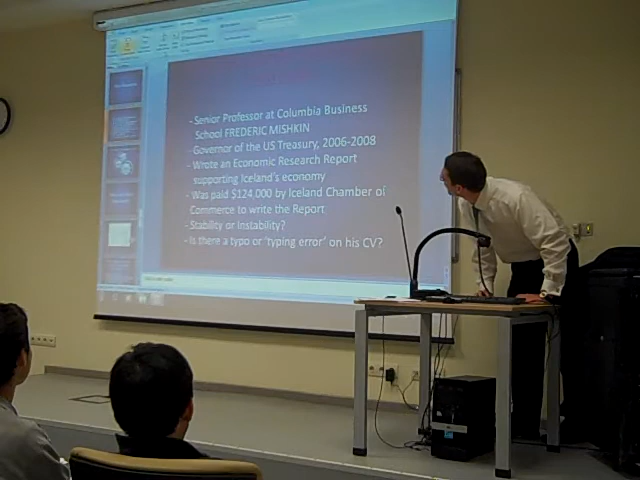 - Senior Professor at Columbia Business
School FREDERIC MISHKIN
- Governor of the US Treasury, 2006-2008
- Wrote an Economic Research Report
supporting Iceland's economy
- Was paid $124,000 by Iceland Chamber of
Commerce to write the Report
- Stability or Instability?
- Is there a typo or 'typing error' on his CV?